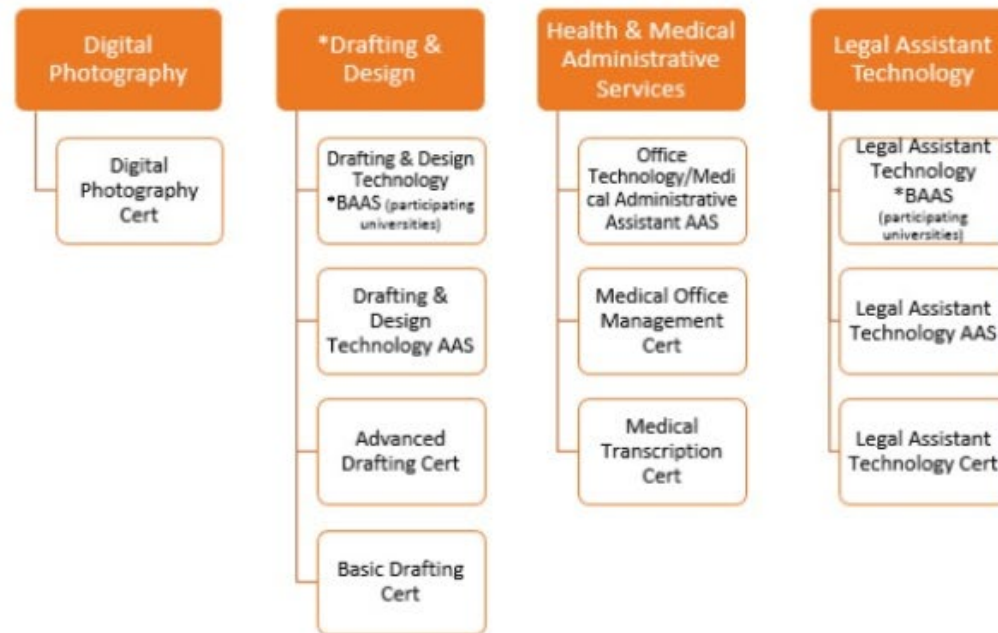 Digital
Photography
Digital
Photography
Cert
*Drafting &
Design
Drafting & Design
Technology
*BAAS (participating
universities)
Drafting &
Design
Technology AAS
Advanced
Drafting Cert
Basic Drafting
Cert
Health & Medical
Administrative
Services
Office
Technology/Medi
cal Administrative
Assistant AAS
Medical Office
Management
Cert
Medical
Transcription
Cert
Legal Assistant
Technology
Legal Assistant
Technology
*BAAS
(participating
universities)
Legal Assistant
Technology AAS
Legal Assistant
Technology Cert